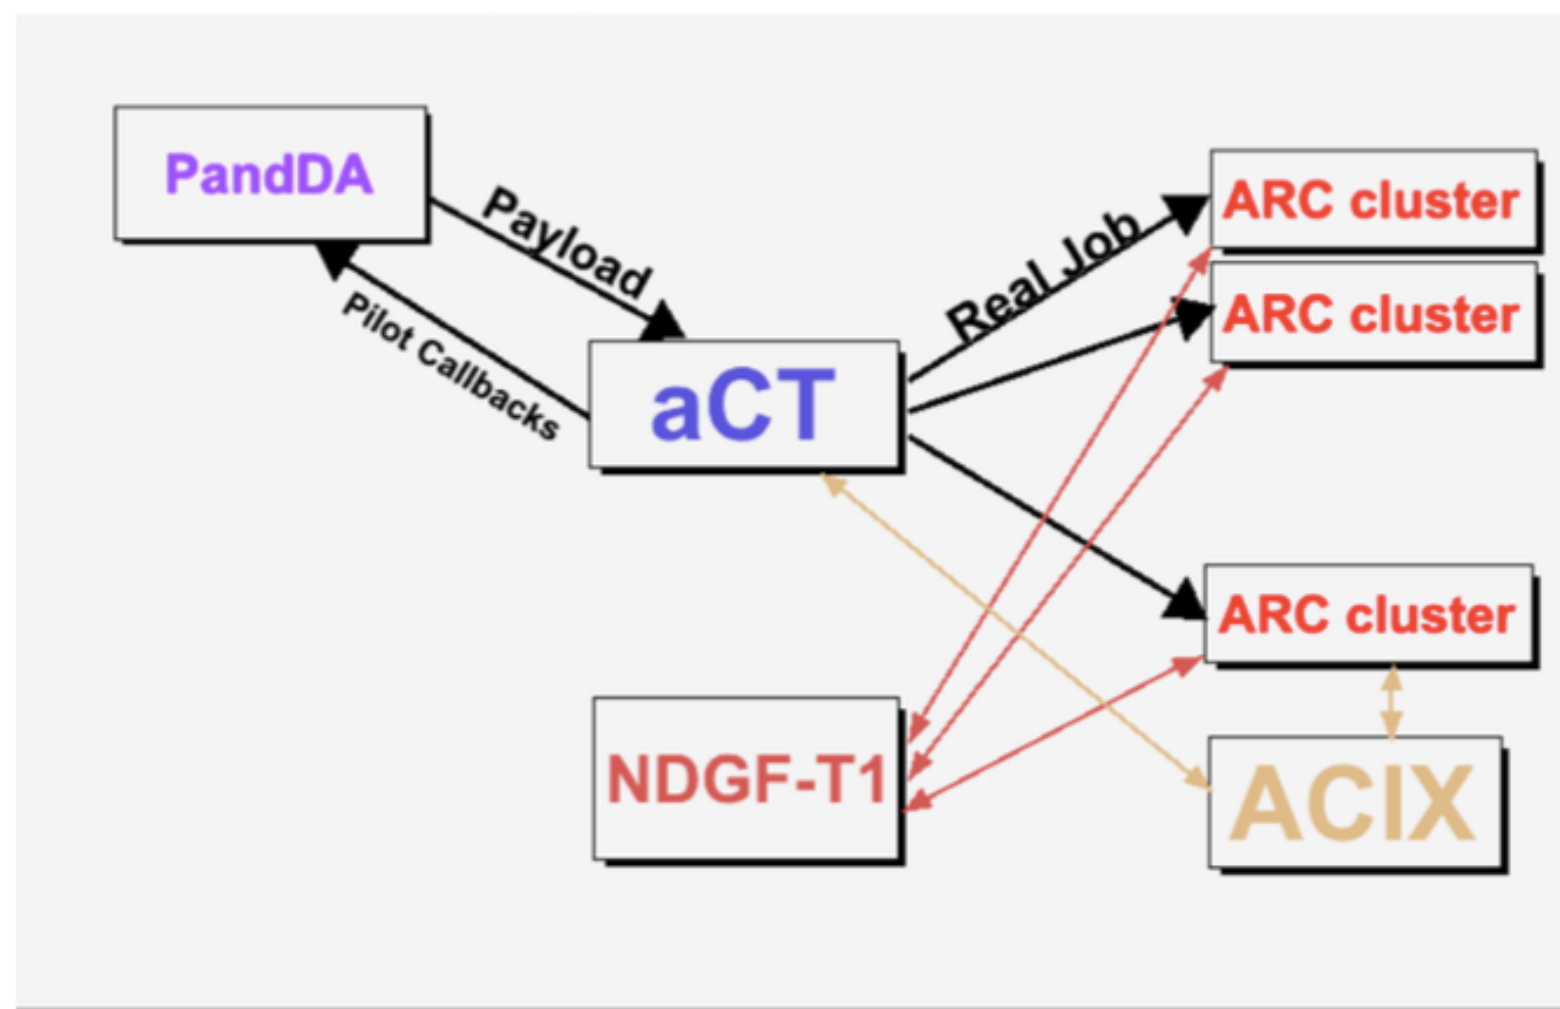 PandDA
Payload
Pilot Callbacks
aCT
Real Job
ARC cluster
ARC cluster
ARC cluster
NDGF-T1
ACIX